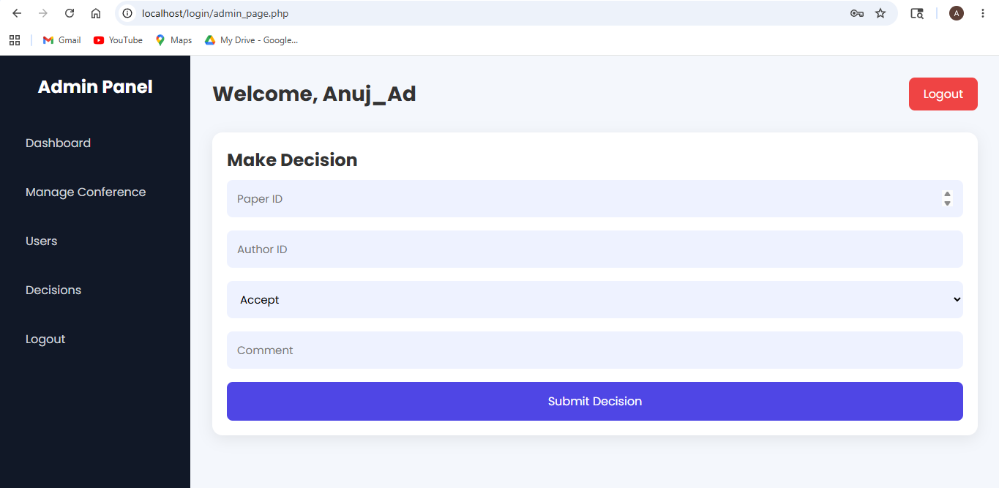 localhost/login/admin_page.php
A
Gmail YouTube Maps My Drive - Google...
Admin Panel
Dashboard
Manage Conference
Users
Decisions
Logout
Welcome, Anuj_Ad
Logout
Make Decision
Paper ID
Author ID
Accept
Comment
Submit Decision